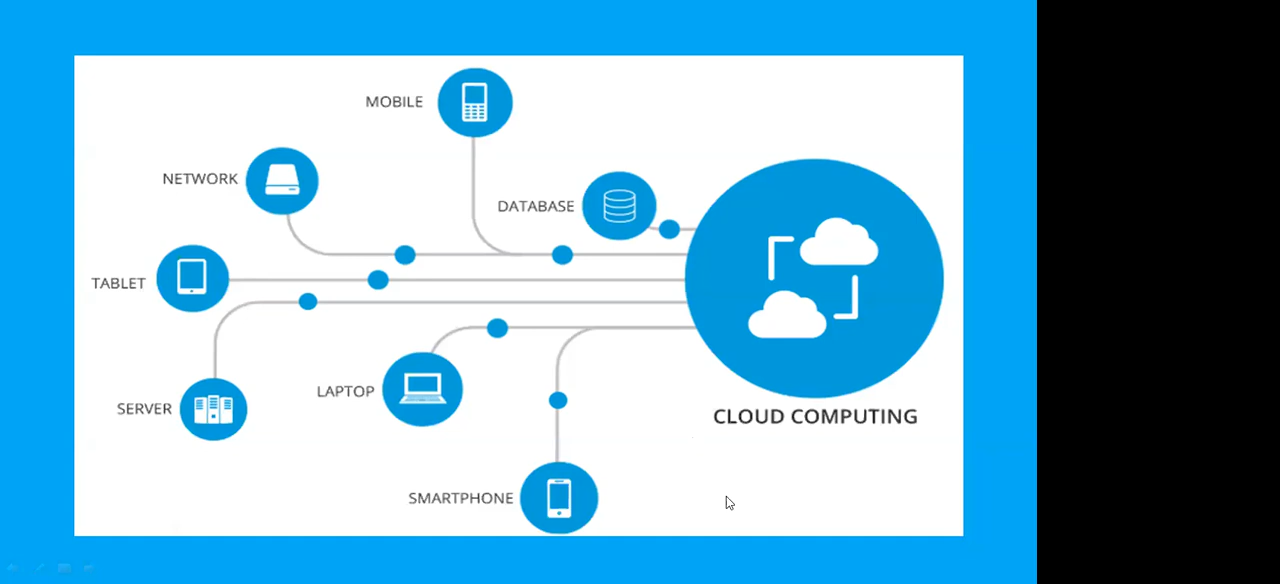 MOBILE
NETWORK
DATABASE
TABLET
LAPTOP
SERVER
CLOUD COMPUTING
SMARTPHONE